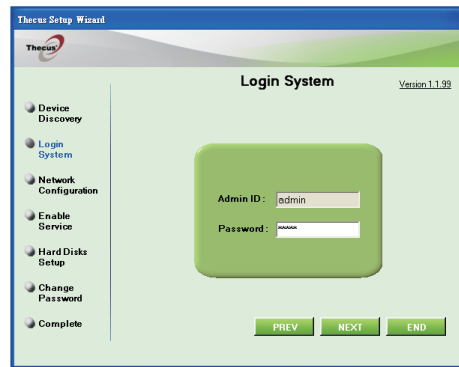 Thecus Setup Wizard
Thecus
Login System
Version 1.1.99
Device
Discovery
Login
System
Network
Configuration
Enable
Service
Hard Disks
Setup
Change
Password
Complete
Admin ID :
admin
Password :
*****
PREV
NEXT
END